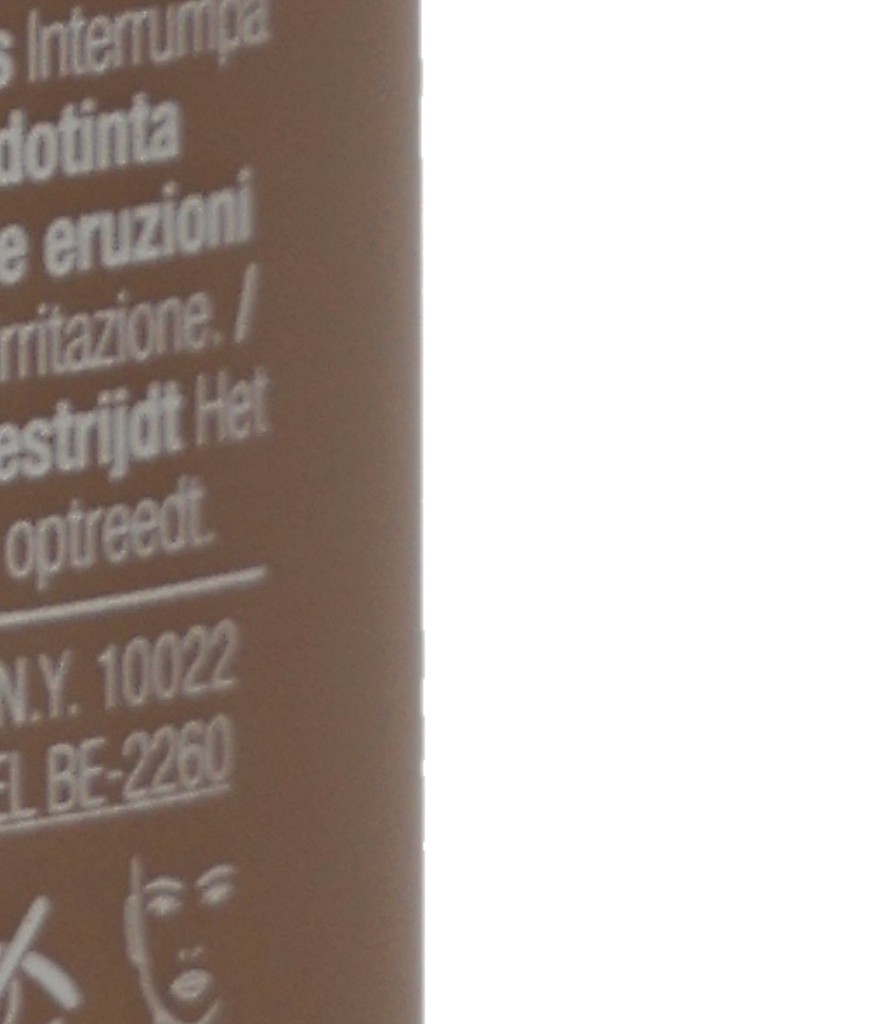 s Interrumpa
dotinta
e eruzioni
rritazione. /
estrijdt Het
optreedt.
N.Y. 10022
EL BE-2260